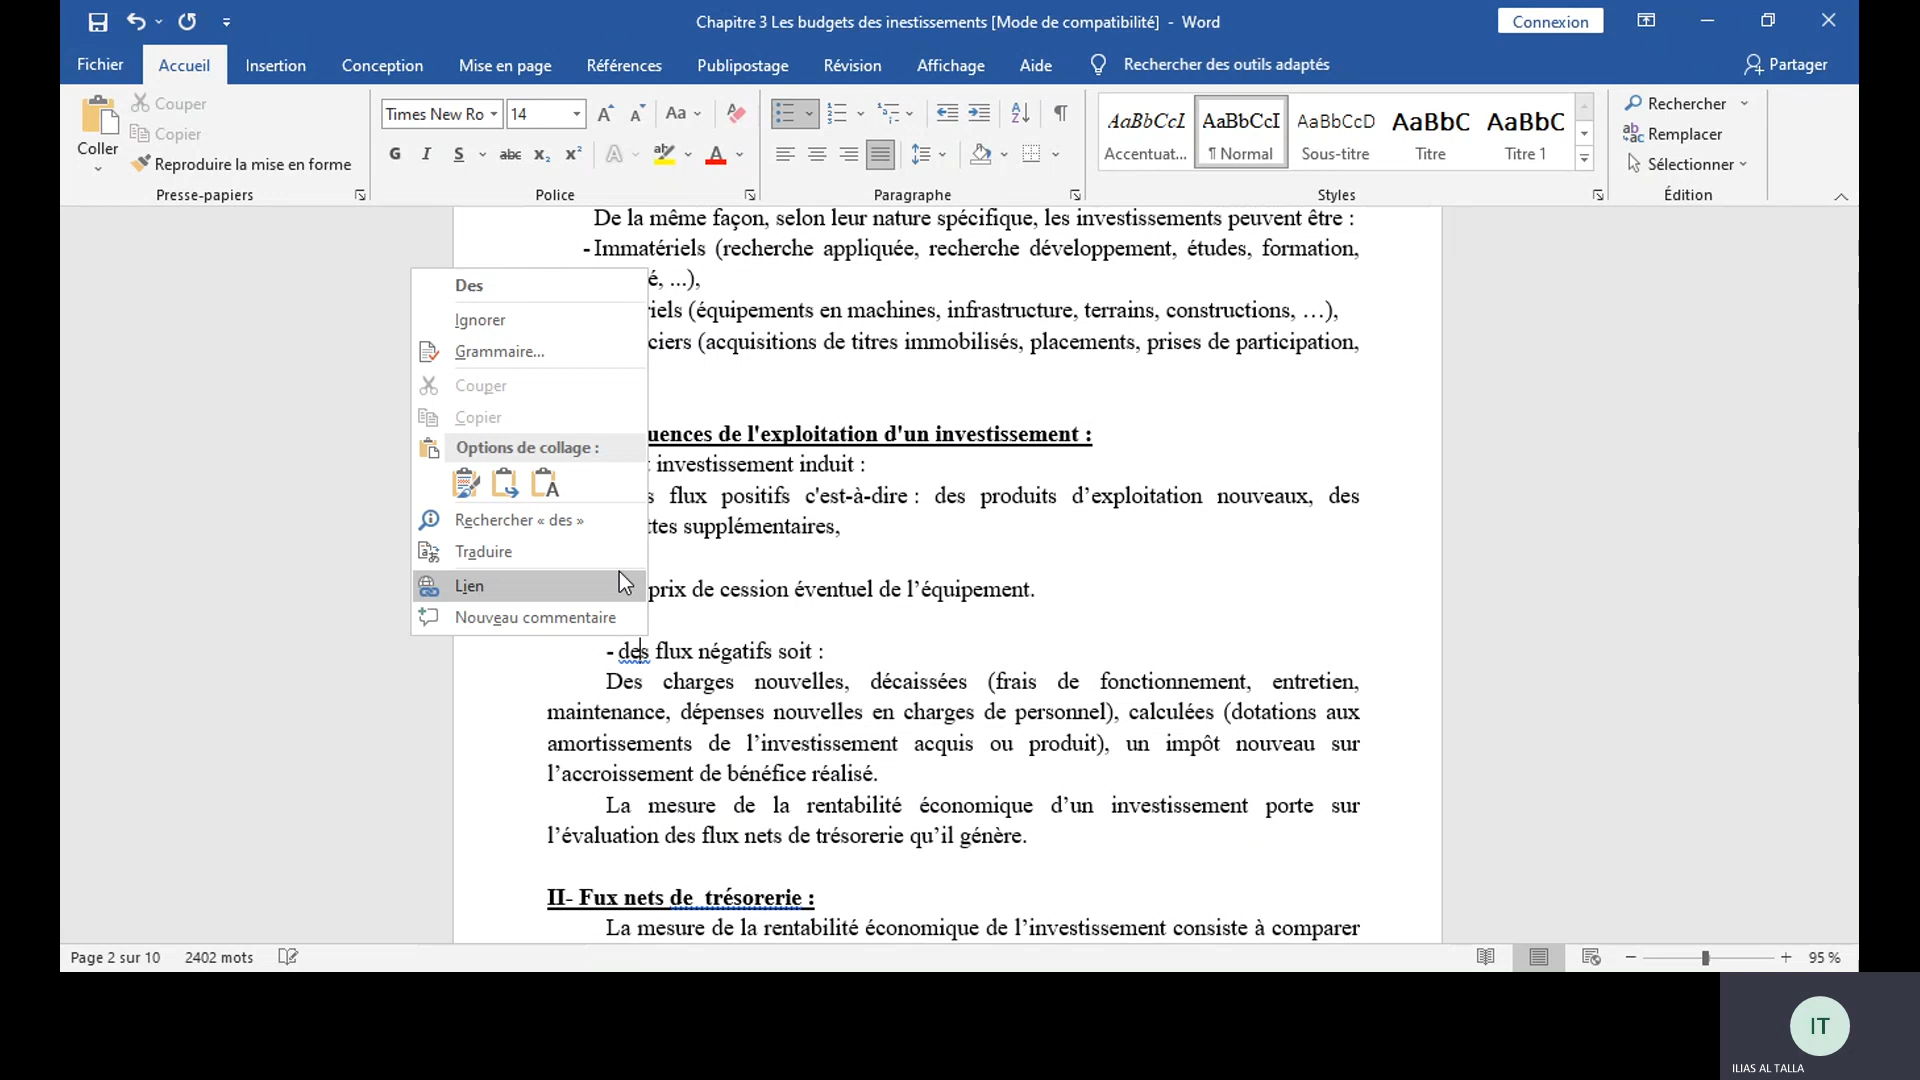 Chapitre 3 Les budgets des inestissements [Mode de compatibilité] - Word
Connexion
Fichier Accueil Insertion Conception Mise en page Références Publipostage Révision Affichage Aide Rechercher des outils adaptés Partager
Coller
Couper
Copier
Reproduire la mise en forme
Presse-papiers
Times New Ro 14
Aa
G I S abc x₂ x² A ab A
Police
Paragraphe
AaBbCcI AaBbCcI AaBbCcD AaBbC AaBbC
Accentuat... ¶ Normal Sous-titre Titre Titre 1
Styles
Rechercher
Remplacer
Sélectionner
Édition
De la même façon, selon leur nature spécifique, les investissements peuvent être :
- Immatériels (recherche appliquée, recherche développement, études, formation,
é, ...),
riels (équipements en machines, infrastructure, terrains, constructions, …),
ciers (acquisitions de titres immobilisés, placements, prises de participation,
uences de l'exploitation d'un investissement :
t investissement induit :
s flux positifs c'est-à-dire : des produits d’exploitation nouveaux, des
ttes supplémentaires,
prix de cession éventuel de l’équipement.
- des flux négatifs soit :
Des charges nouvelles, décaissées (frais de fonctionnement, entretien,
maintenance, dépenses nouvelles en charges de personnel), calculées (dotations aux
amortissements de l’investissement acquis ou produit), un impôt nouveau sur
l’accroissement de bénéfice réalisé.
La mesure de la rentabilité économique d’un investissement porte sur
l’évaluation des flux nets de trésorerie qu’il génère.
II- Fux nets de trésorerie :
La mesure de la rentabilité économique de l’investissement consiste à comparer
Des
Ignorer
Grammaire...
Couper
Copier
Options de collage :
Rechercher « des »
Traduire
Lien
Nouveau commentaire
Page 2 sur 10 2402 mots 95 %
IT
ILIAS AL TALLA